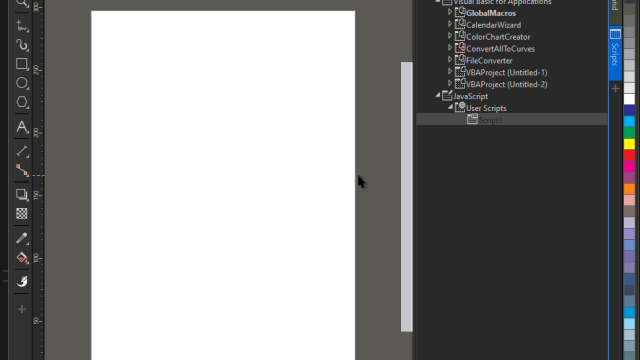 Visual Basic for Applications
GlobalMacros
CalendarWizard
ColorChartCreator
ConvertAllToCurves
FileConverter
VBAProject (Untitled-1)
VBAProject (Untitled-2)
JavaScript
User Scripts
Script1
Scripts